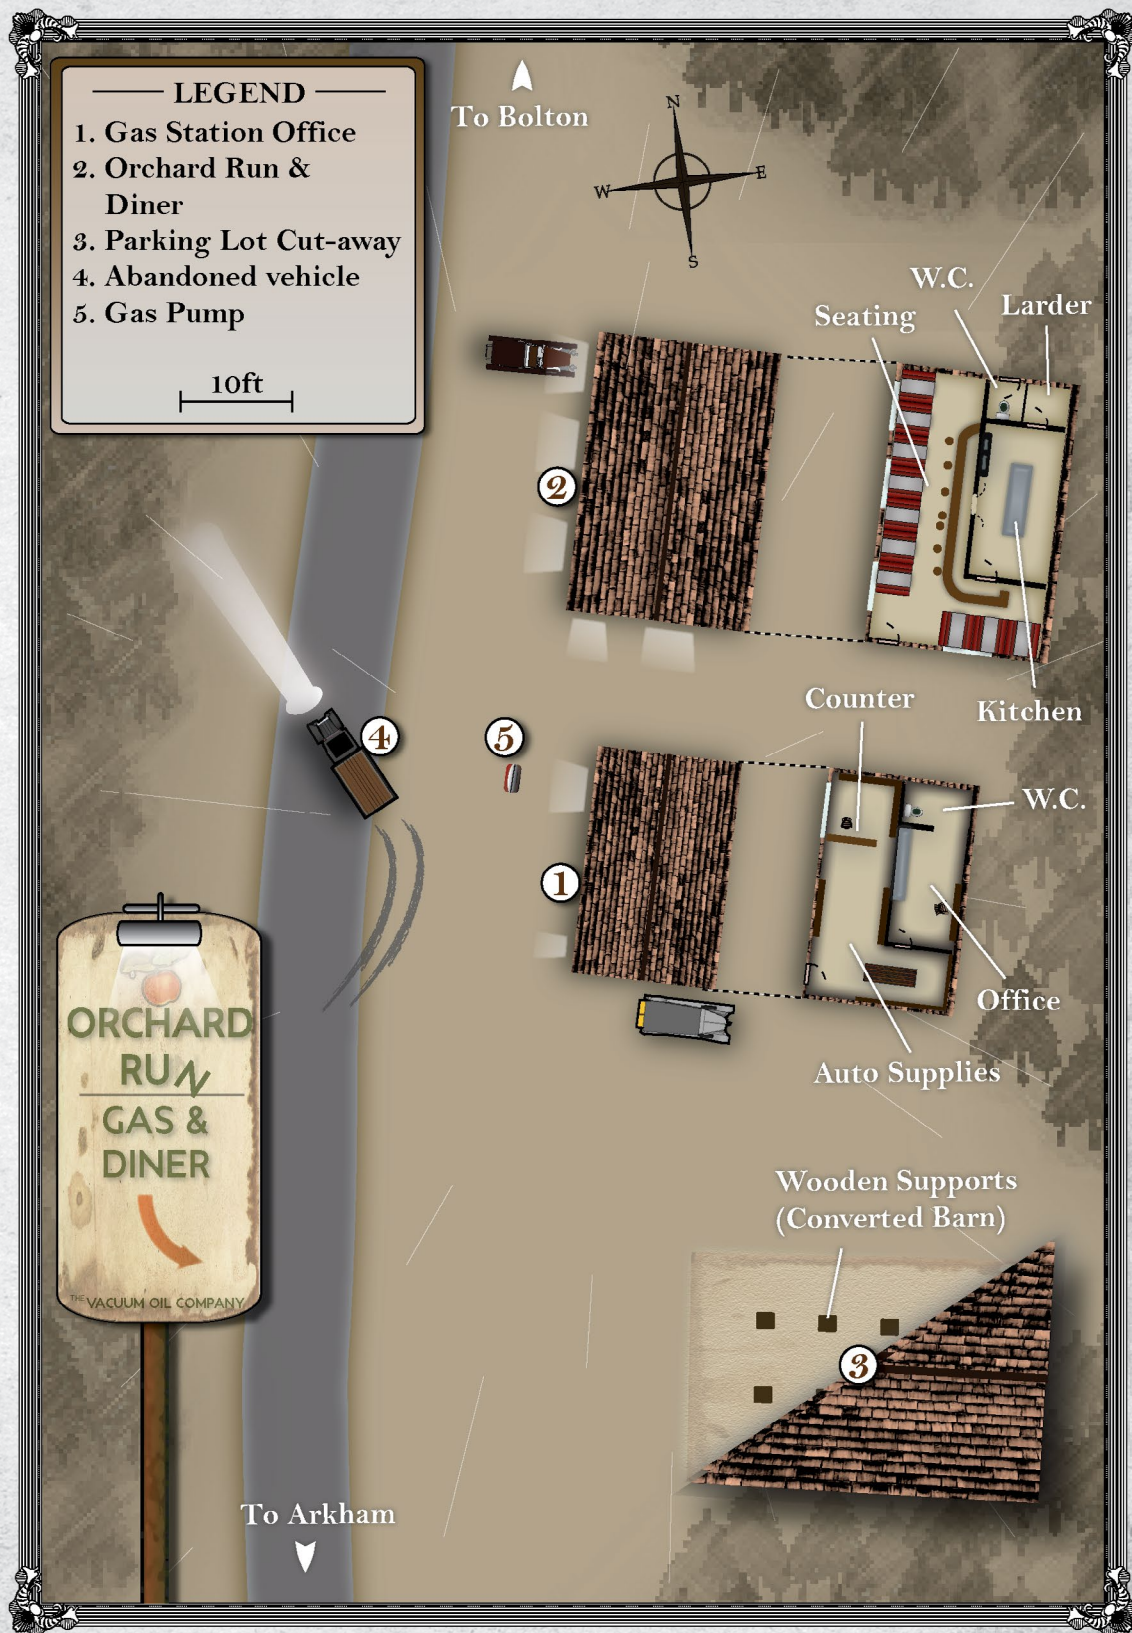 LEGEND
1. Gas Station Office
2. Orchard Run &
Diner
3. Parking Lot Cut-away
4. Abandoned vehicle
5. Gas Pump
10ft
To Bolton
N
W
E
S
W.C.
Larder
Seating
2
Kitchen
Counter
4
5
W.C.
1
Office
Auto Supplies
ORCHARD
RUN
GAS &
DINER
THE VACUUM OIL COMPANY
Wooden Supports
(Converted Barn)
3
To Arkham